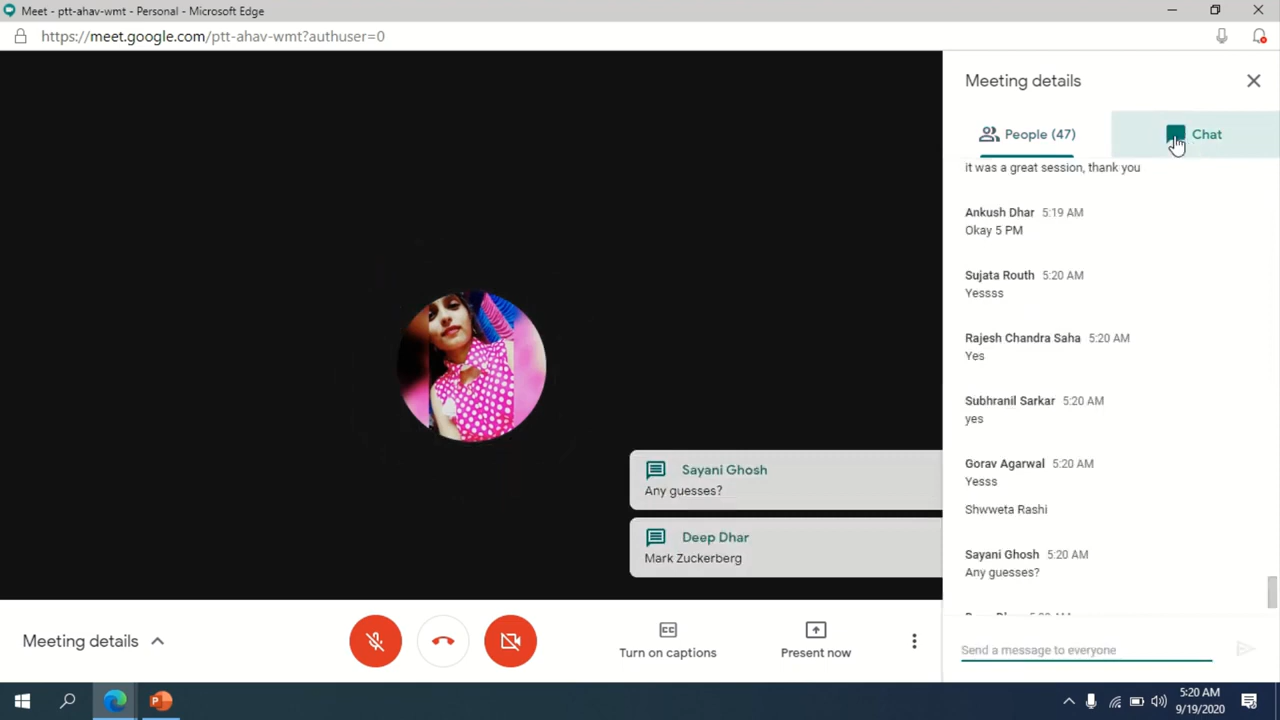 Meet - ptt-ahav-wmt - Personal - Microsoft Edge
https://meet.google.com/ptt-ahav-wmt?authuser=0
Meeting details
People (47)
Chat
it was a great session, thank you
Ankush Dhar 5:19 AM
Okay 5 PM
Sujata Routh 5:20 AM
Yessss
Rajesh Chandra Saha 5:20 AM
Yes
Subhranil Sarkar 5:20 AM
yes
Gorav Agarwal 5:20 AM
Yesss
Shwweta Rashi
Sayani Ghosh 5:20 AM
Any guesses?
Send a message to everyone
Sayani Ghosh
Any guesses?
Deep Dhar
Mark Zuckerberg
Meeting details
CC
Turn on captions
Present now
5:20 AM
9/19/2020